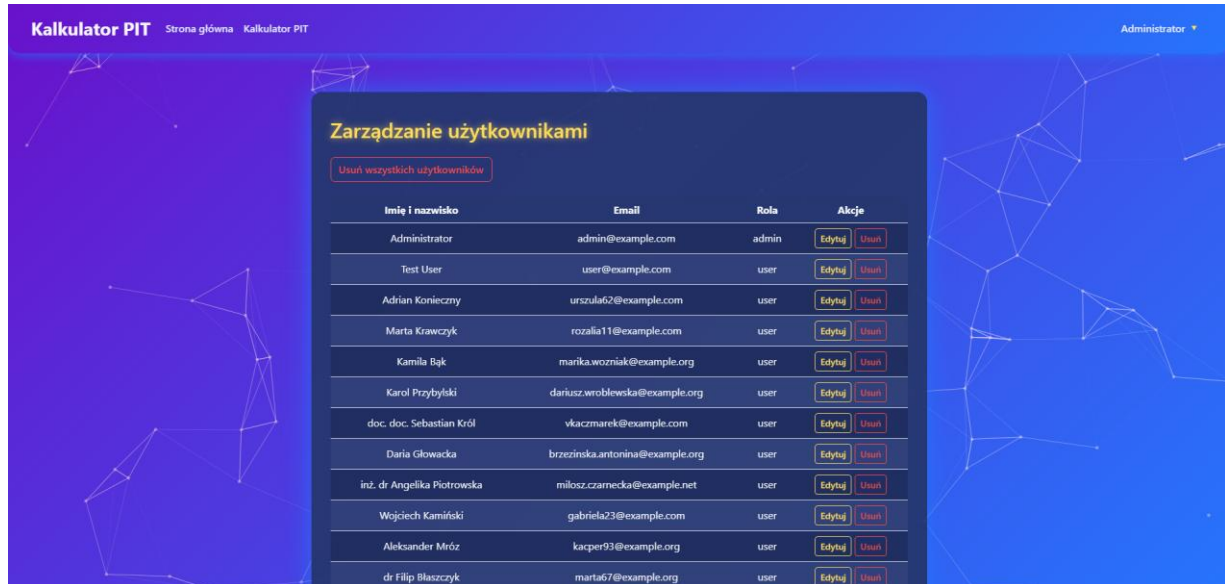 Kalkulator PIT Strona główna Kalkulator PIT Administrator ▼
Zarządzanie użytkownikami
Usuń wszystkich użytkowników
Imię i nazwisko Email Rola Akcje
Administrator admin@example.com admin Edytuj Usuń
Test User user@example.com user Edytuj Usuń
Adrian Konieczny urszula62@example.com user Edytuj Usuń
Marta Krawczyk rozalia11@example.com user Edytuj Usuń
Kamila Bąk marika.wozniak@example.org user Edytuj Usuń
Karol Przybylski dariusz.wroblewska@example.org user Edytuj Usuń
doc. doc. Sebastian Król vkaczmarek@example.com user Edytuj Usuń
Daria Głowacka brzezinska.antonina@example.org user Edytuj Usuń
inż. dr Angelika Piotrowska milosz.czarnecka@example.net user Edytuj Usuń
Wojciech Kamiński gabriela23@example.com user Edytuj Usuń
Aleksander Mróz kacper93@example.org user Edytuj Usuń
dr Filip Błaszczyk marta67@example.org user Edytuj Usuń